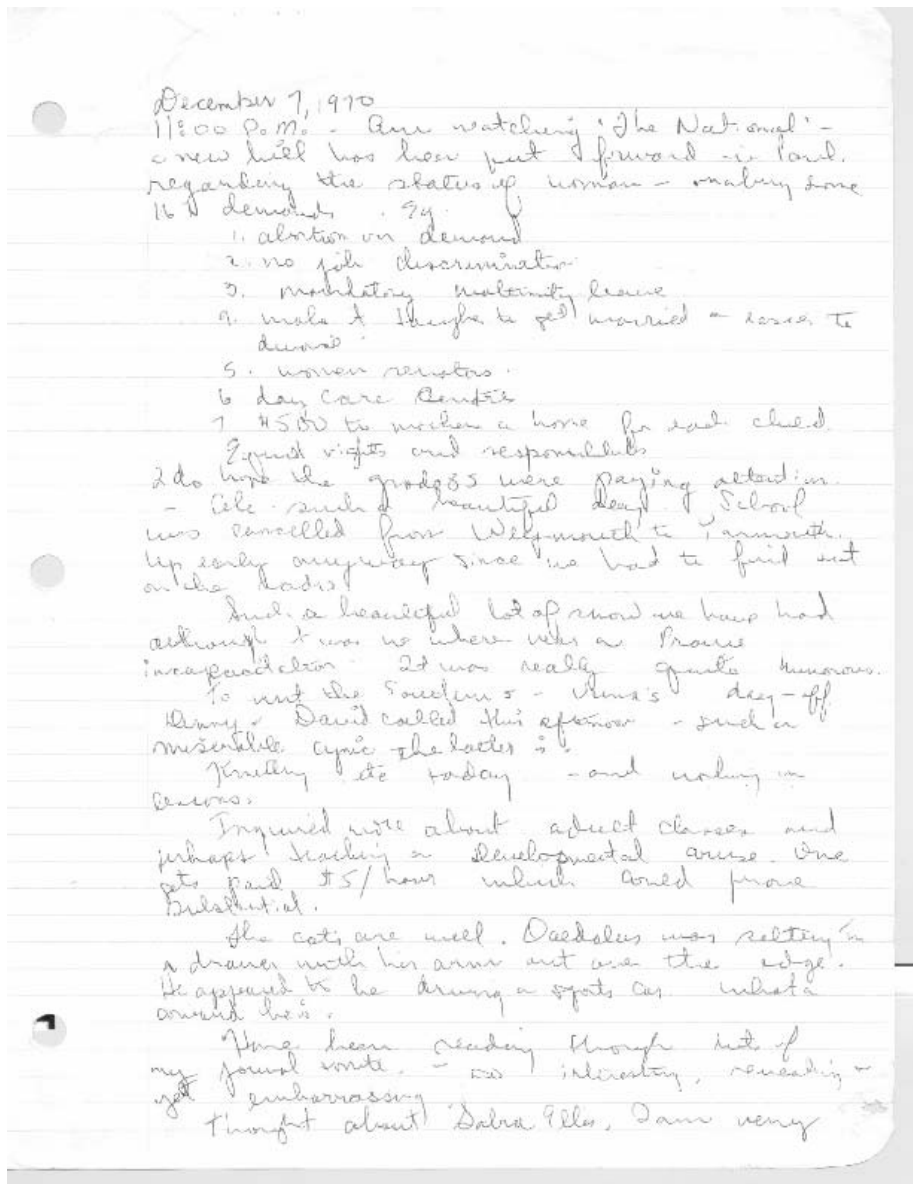 December 7, 1970
11:00 P.M. - Am watching 'The National' -
a new bill has been put forward in
regarding the status of woman - making some
16 demands . eg.
1. abortion on demand
2. no job discrimination
3. mandatory maternity leave
4. make it tougher to get married - easier to
divorce
5. women senators.
6 day care Centres
7 $500 to mother a home for each child.
Equal rights and responsibilities
I do hope the were paying attention.
- such a beautiful day. School
was cancelled from Weymouth to Yarmouth.
Up early anyway since we had to find out
on the radio.
Such a beautiful lot of snow we have had
although it was no where near a Prairie
It was really quite humorous.
To the - day-off
David called this afternoon - such a
miserable cynic the latter is.
Knitting etc today - and working on
lessons.
Inquired more about adult classes and
perhaps teaching a Developmental course. One
gets paid $5/hour which could prove
substantial.
The cats are well. Daedalus was sitting in
a drawer with his arm out over the edge.
He appeared to be driving a sports car. What a
he is.
Have been reading through lots of
my journal - so interesting, revealing -
yet embarrassing
Thought about I am very